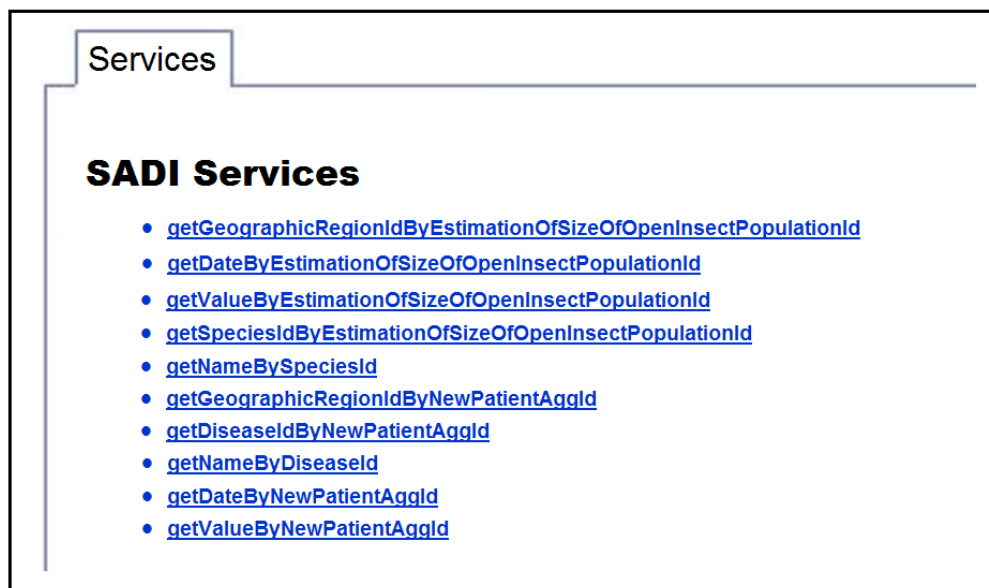 Services
SADI Services
getGeographicRegionIdByEstimationOfSizeOfOpenInsectPopulationId
getDateByEstimationOfSizeOfOpenInsectPopulationId
getValueByEstimationOfSizeOfOpenInsectPopulationId
getSpeciesIdByEstimationOfSizeOfOpenInsectPopulationId
getNameBySpeciesId
getGeographicRegionIdByNewPatientAggId
getDiseaseIdByNewPatientAggId
getNameByDiseaseId
getDateByNewPatientAggId
getValueByNewPatientAggId